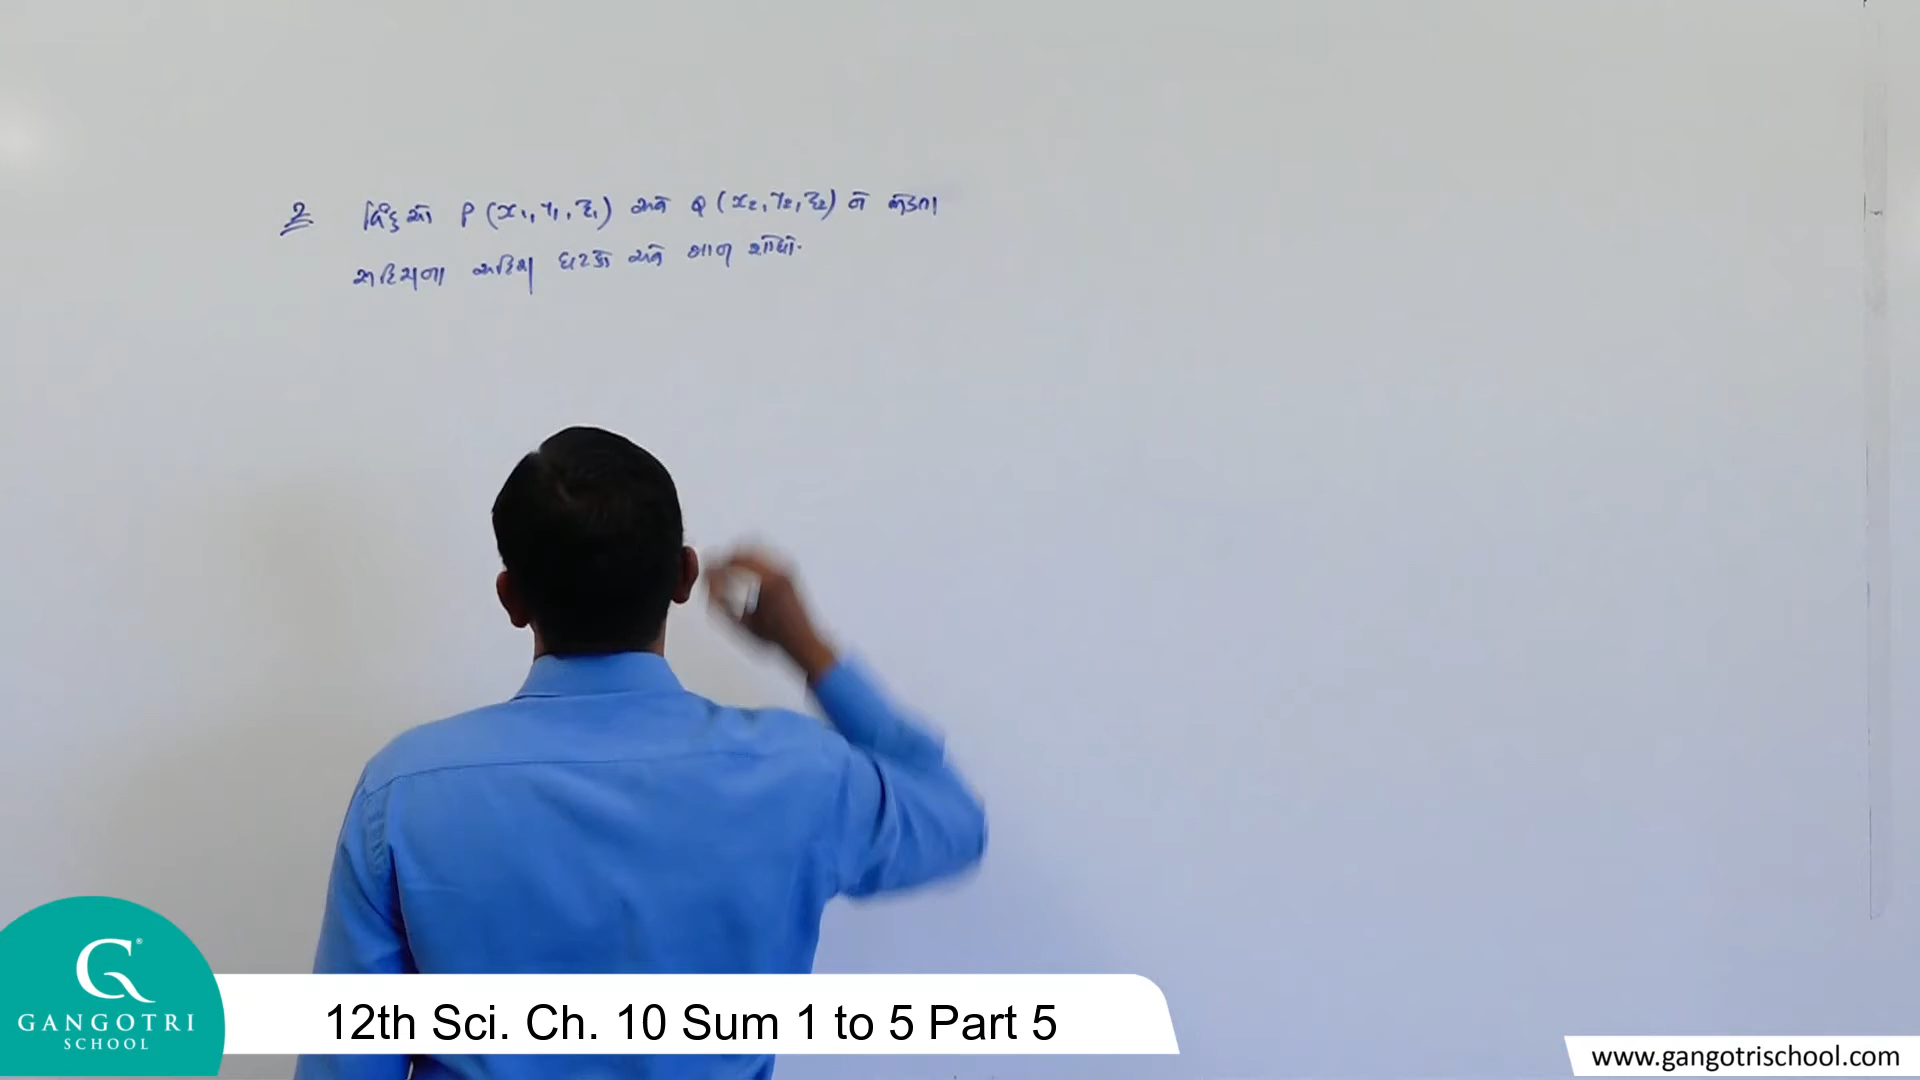 2 બિંદુઓ P (x₁, y₁, z₁) અને Q (x₂, y₂, z₂) ને જોડતા
સદિશના સદિશ ઘટકો અને માન શોધો.
GANGOTRI
SCHOOL
12th Sci. Ch. 10 Sum 1 to 5 Part 5
www.gangotrischool.com